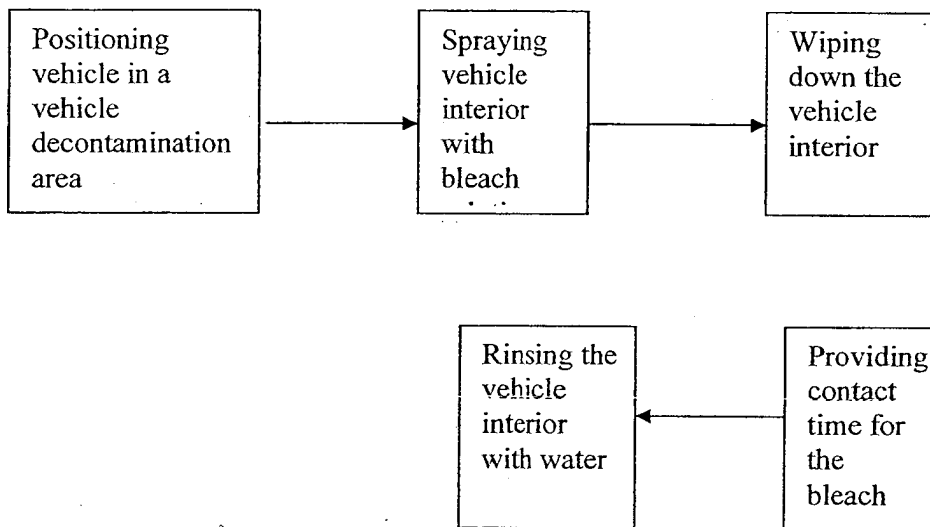 Positioning
vehicle in a
vehicle
decontamination
area
Spraying
vehicle
interior
with
bleach
Wiping
down the
vehicle
interior
Rinsing the
vehicle
interior
with water
Providing
contact
time for
the
bleach